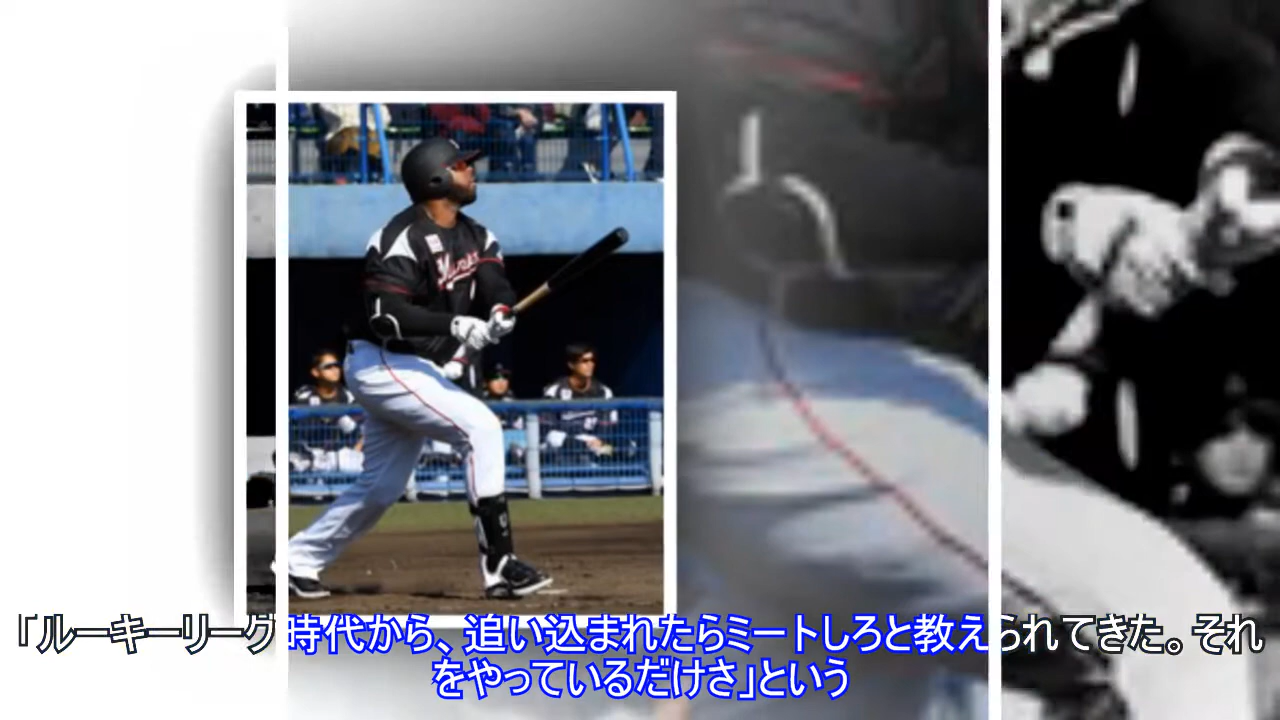 「ルーキーリーグ時代から、追い込まれたらミートしろと教えられてきた。それ
をやっているだけさ」という